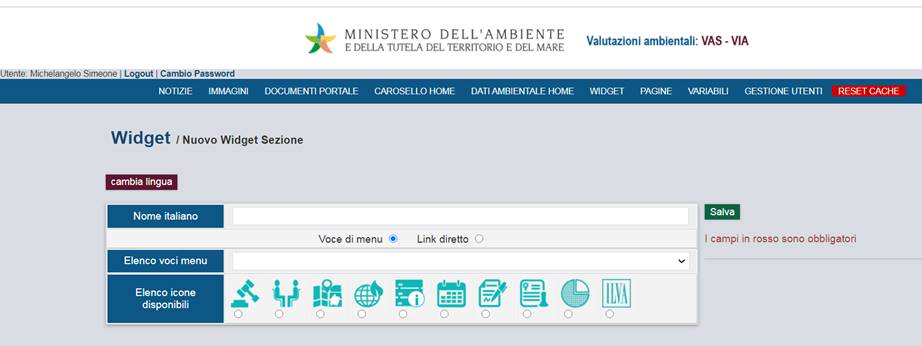 MINISTERO DELL'AMBIENTE
E DELLA TUTELA DEL TERRITORIO E DEL MARE
Valutazioni ambientali: VAS - VIA
Utente: Michelangelo Simeone | Logout | Cambio Password
NOTIZIE IMMAGINI DOCUMENTI PORTALE CAROSELLO HOME DATI AMBIENTALE HOME WIDGET PAGINE VARIABILI GESTIONE UTENTI RESET CACHE
Widget / Nuovo Widget Sezione
cambia lingua
Nome italiano
Salva
Voce di menu Link diretto
I campi in rosso sono obbligatori
Elenco voci menu
Elenco icone
disponibili
ILVA